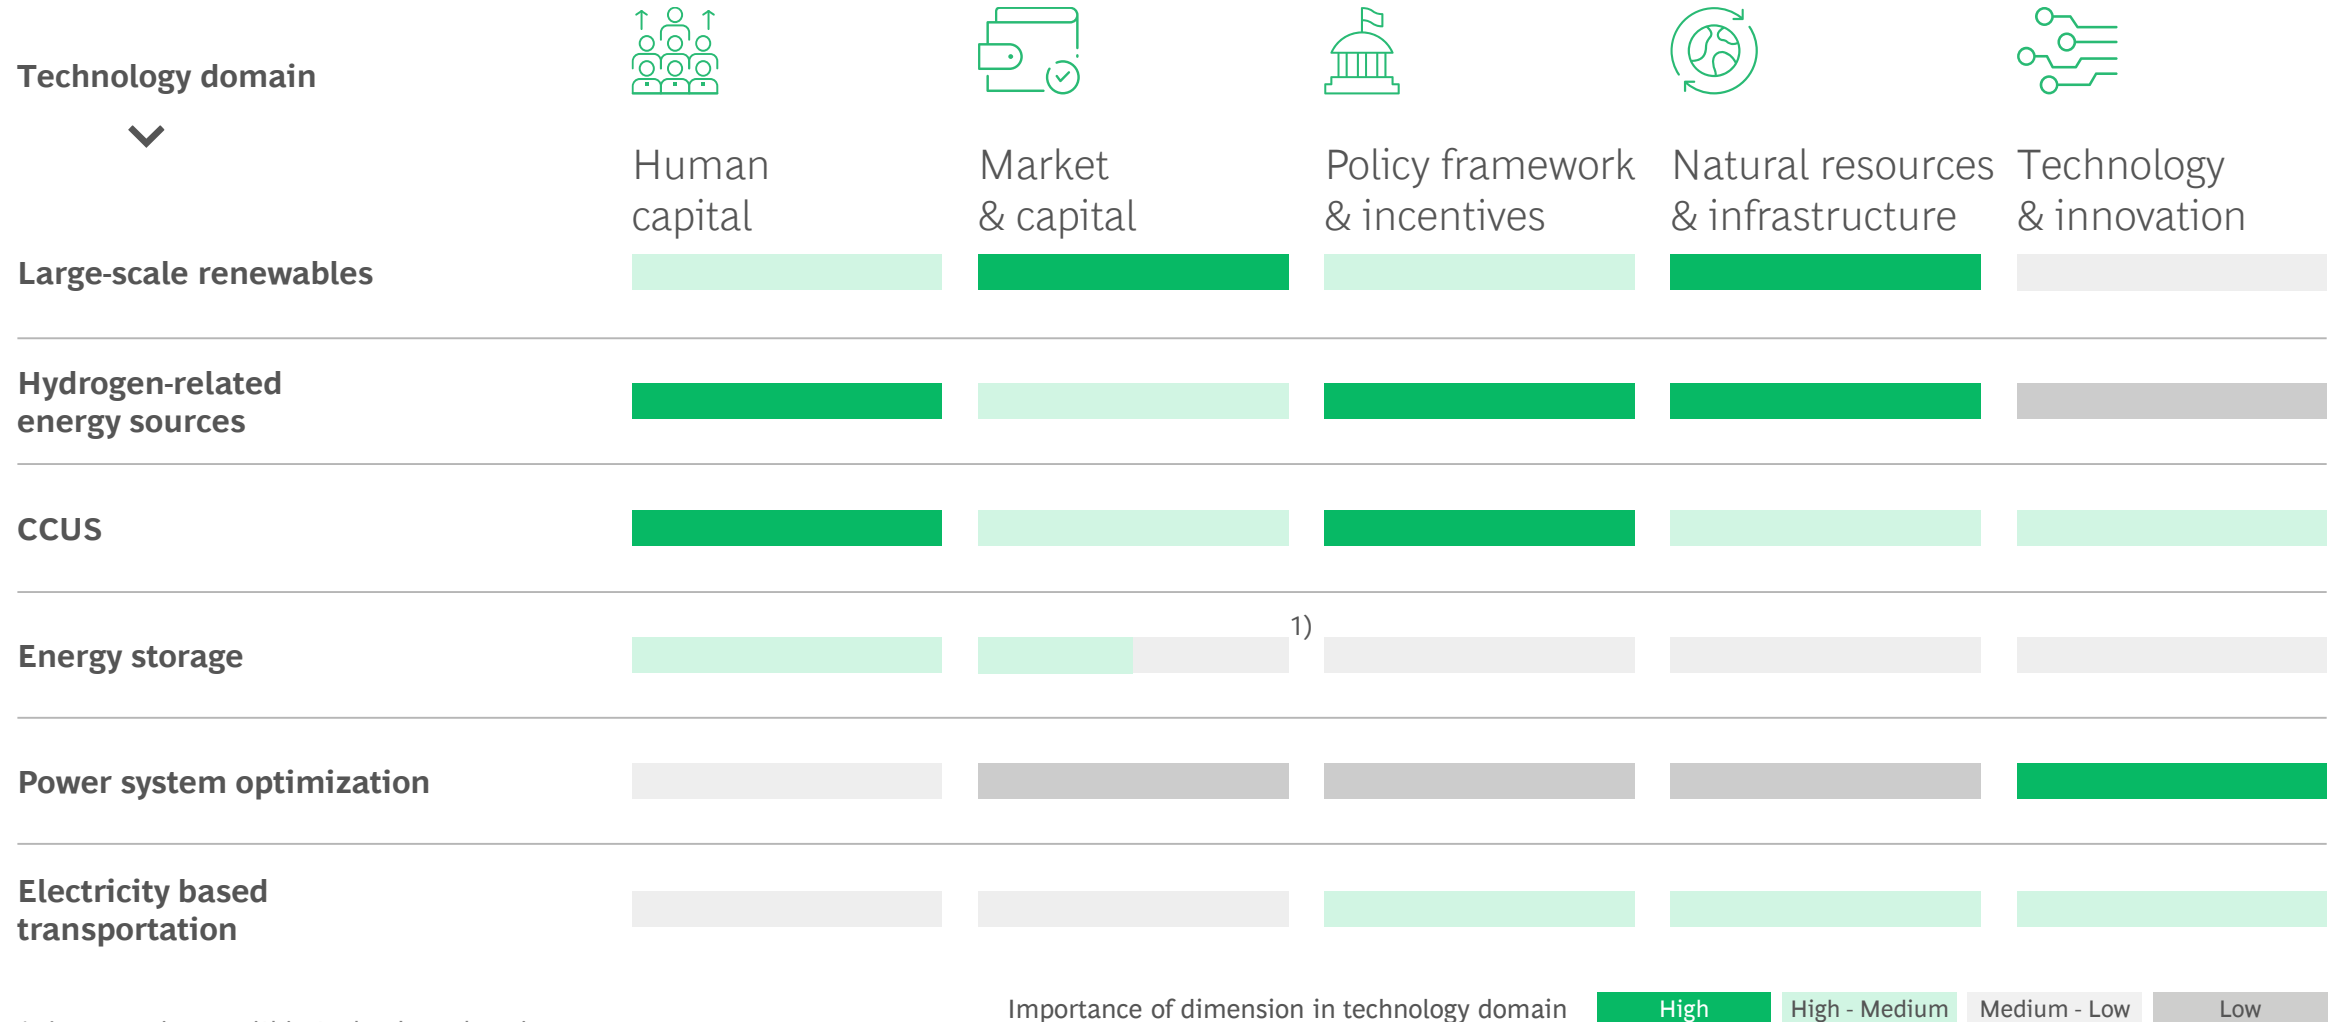 Technology domain
Human
capital
Market
& capital
Policy framework
& incentives
Natural resources
& infrastructure
Technology
& innovation
Large-scale renewables
Hydrogen-related
energy sources
CCUS
Energy storage
1)
Power system optimization
Electricity based
transportation
Importance of dimension in technology domain
High
High - Medium
Medium - Low
Low